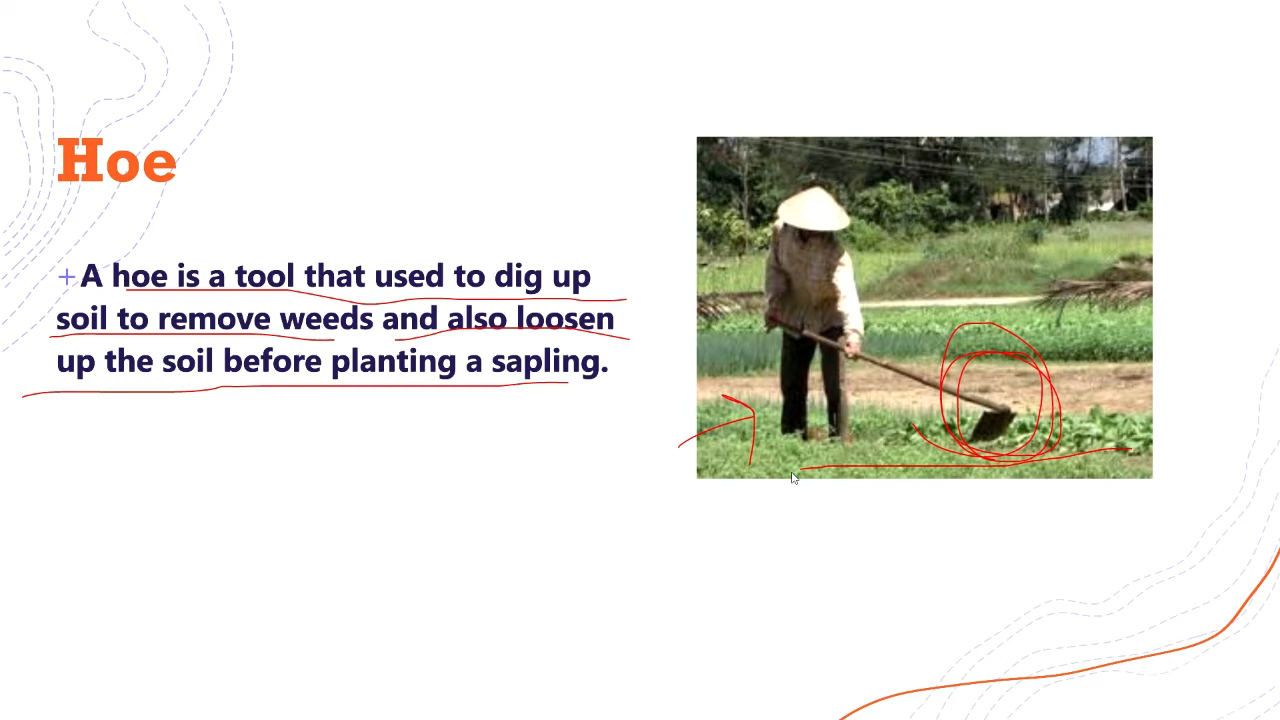 Hoe
+A hoe is a tool that used to dig up
soil to remove weeds and also loosen
up the soil before planting a sapling.